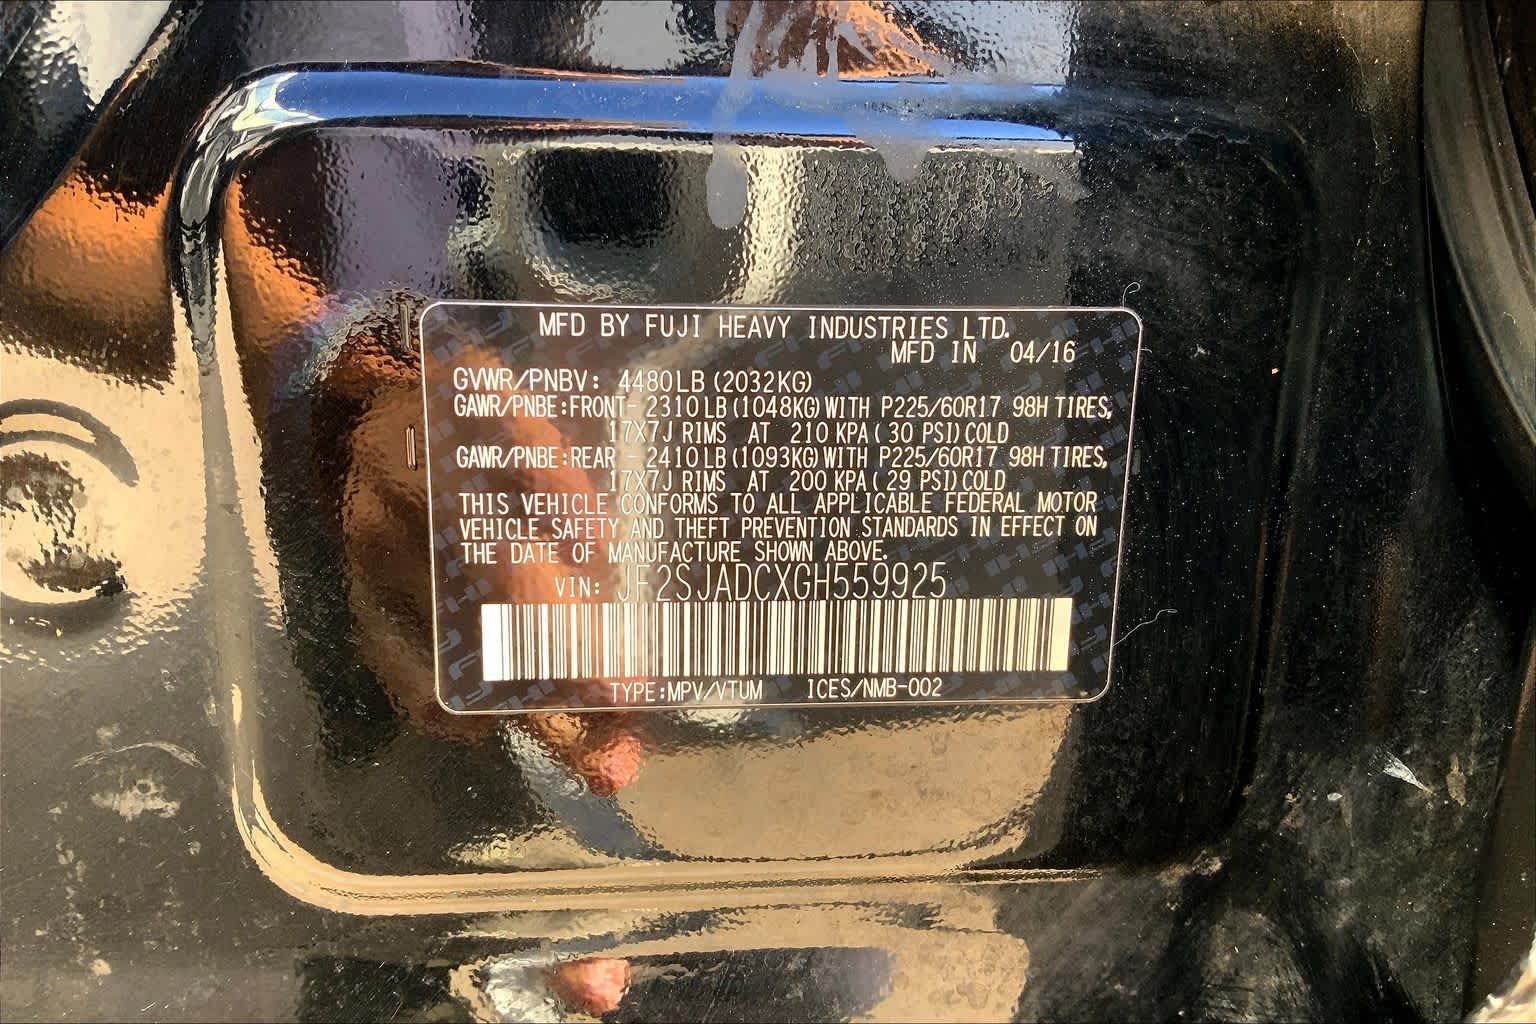 MFD BY FUJI HEAVY INDUSTRIES LTD.
MFD IN 04/16
GVWR/PNBV: 4480LB (2032KG)
GAWR/PNBE:FRONT- 2310LB (1048KG) WITH P225/60R17 98H TIRES,
17X7J RIMS AT 210 KPA ( 30 PSI) COLD
GAWR/PNBE:REAR - 2410LB (1093KG) WITH P225/60R17 98H TIRES,
17X7J RIMS AT 200 KPA ( 29 PSI) COLD
THIS VEHICLE CONFORMS TO ALL APPLICABLE FEDERAL MOTOR
VEHICLE SAFETY AND THEFT PREVENTION STANDARDS IN EFFECT ON
THE DATE OF MANUFACTURE SHOWN ABOVE.
VIN: JF2SJADCXGH559925
TYPE:MPV/VTUM ICES/NMB-002